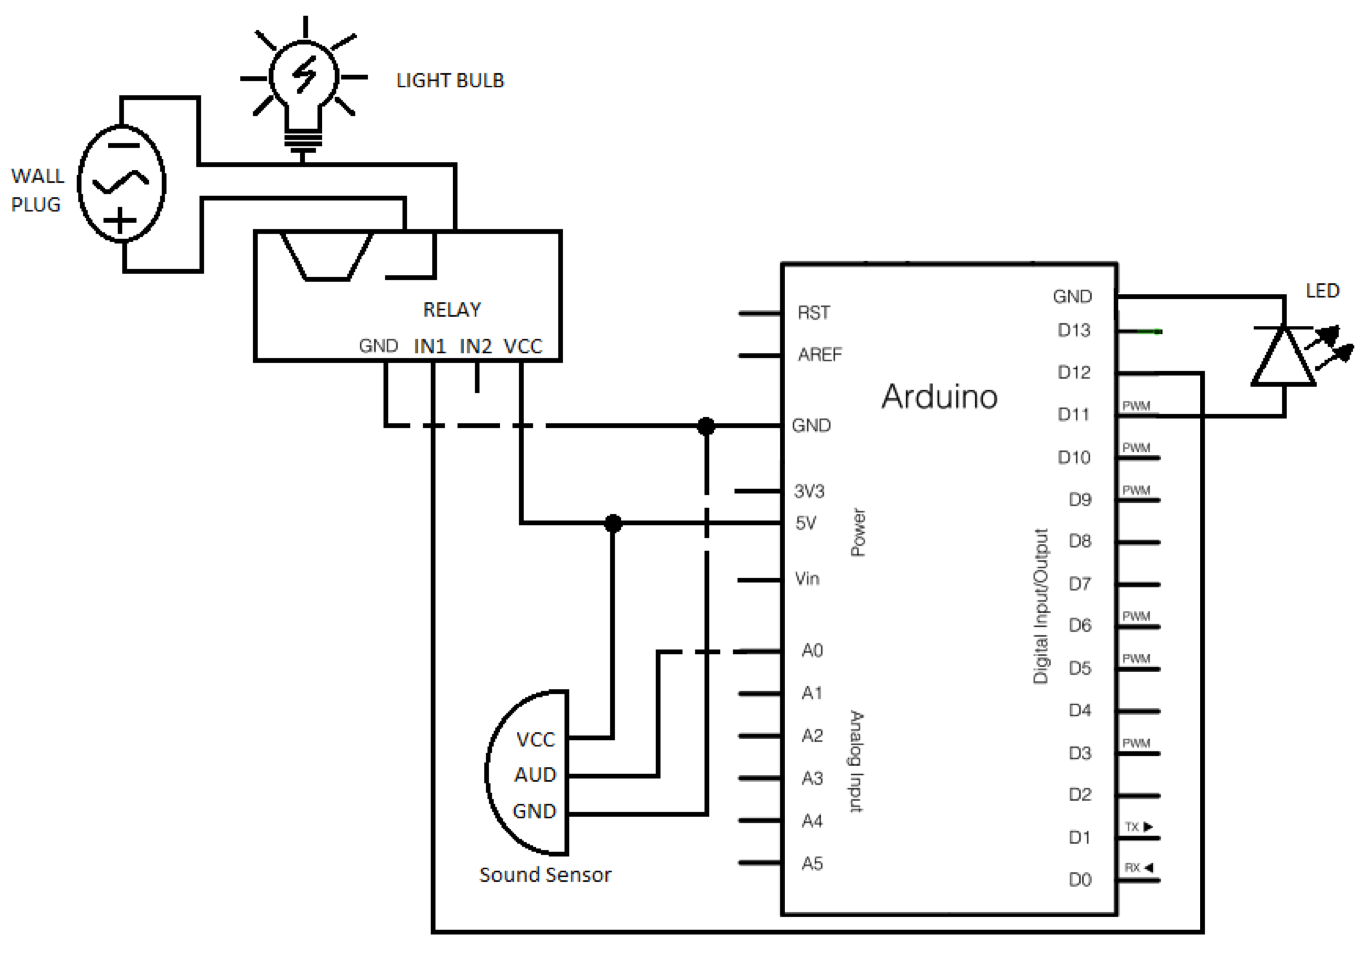 LIGHT BULB
WALL
PLUG
RELAY
GND IN1 IN2 VCC
LED
Arduino
RST
AREF
GND
3V3
5V
Vin
Power
A0
A1
A2
A3
A4
A5
Analog Input
GND
D13
D12
D11 PWM
D10 PWM
D9 PWM
D8
D7
D6 PWM
D5 PWM
D4
D3 PWM
D2
D1 TX
D0 RX
Digital Input/Output
VCC
AUD
GND
Sound Sensor